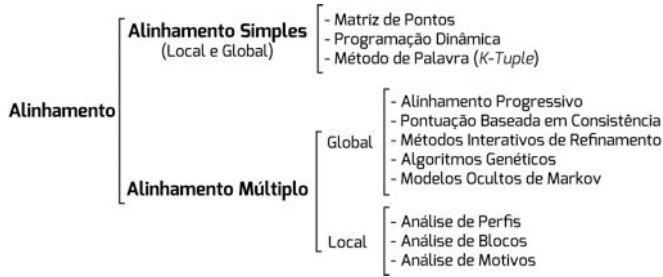 Alinhamento
Alinhamento Simples
(Local e Global)
- Matriz de Pontos
- Programação Dinâmica
- Método de Palavra (K-Tuple)
Alinhamento Múltiplo
Global
- Alinhamento Progressivo
- Pontuação Baseada em Consistência
- Métodos Interativos de Refinamento
- Algoritmos Genéticos
- Modelos Ocultos de Markov
Local
- Análise de Perfis
- Análise de Blocos
- Análise de Motivos